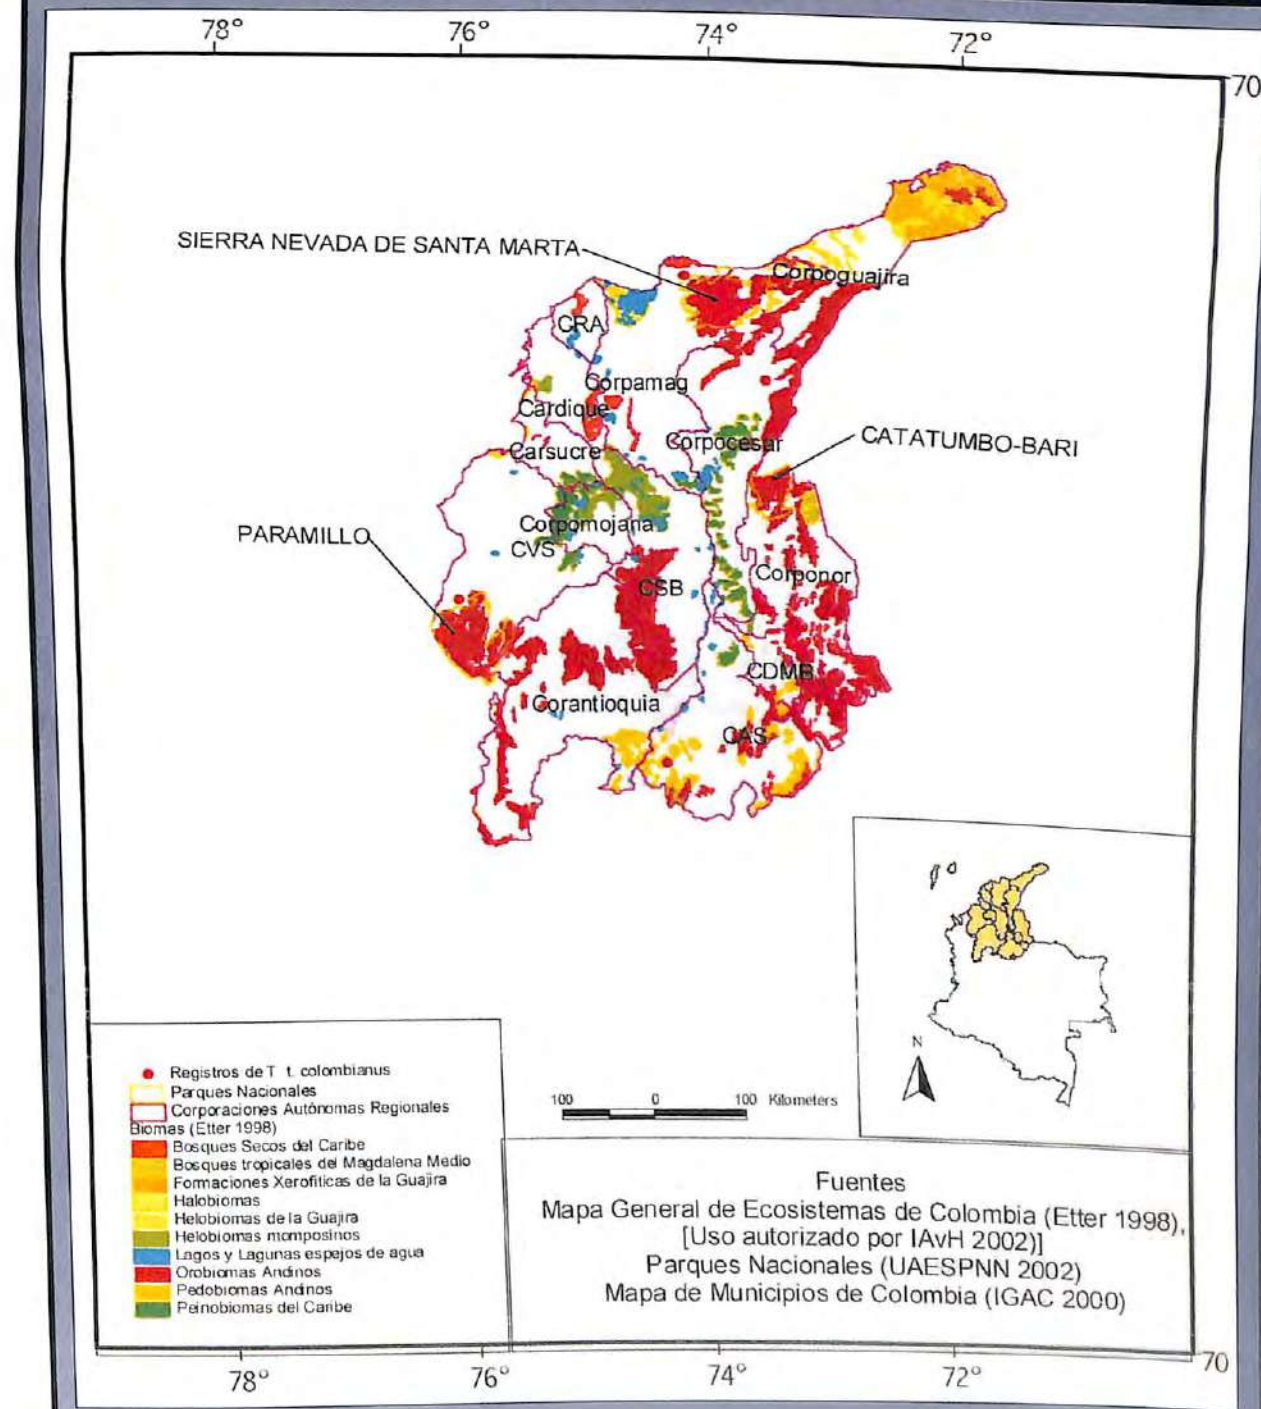 78°
76°
74°
72°
70
SIERRA NEVADA DE SANTA MARTA
Corpoguajira
CRA
Corpamag
Cardique
Corpocesar
CATATUMBO-BARI
Carsucre
PARAMILLO
Corpomojana
CVS
Corponor
CSB
CDMB
Corantioquia
CAS
N
Registros de T t. colombianus
Parques Nacionales
Corporaciones Autónomas Regionales
Biomas (Etter 1998)
Bosques Secos del Caribe
Bosques tropicales del Magdalena Medio
Formaciones Xerofiticas de la Guajira
Halobiomas
Helobiomas de la Guajira
Helobiomas momposinos
Lagos y Lagunas espejos de agua
Orobiomas Andinos
Pedobiomas Andinos
Peinobiomas del Caribe
100 0 100 Kilometers
Fuentes
Mapa General de Ecosistemas de Colombia (Etter 1998),
[Uso autorizado por IAvH 2002)]
Parques Nacionales (UAESPNN 2002)
Mapa de Municipios de Colombia (IGAC 2000)
78°
76°
74°
72°
70